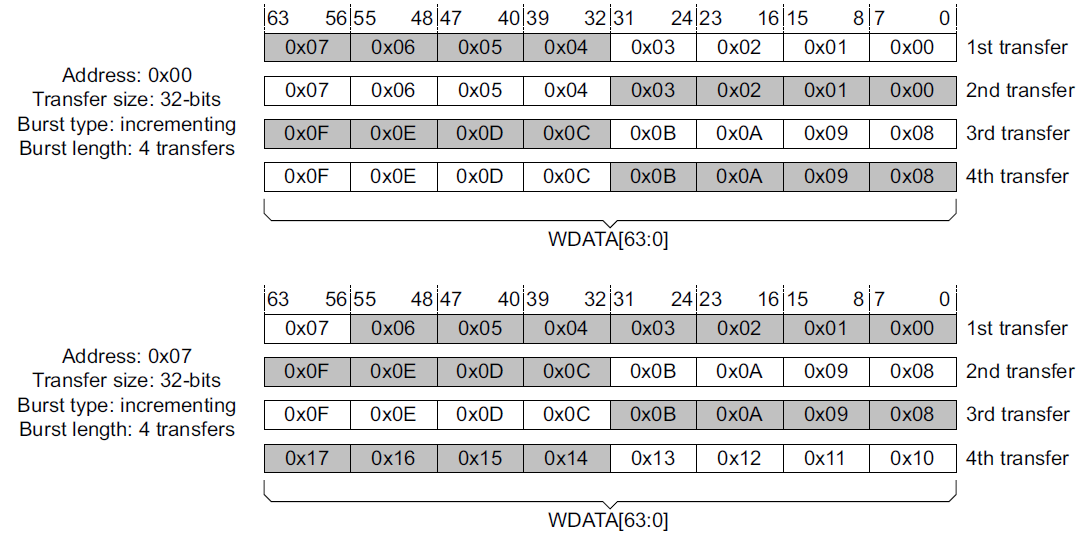 63 56 55 48 47 40 39 32 31 24 23 16 15 8 7 0
0x07 0x06 0x05 0x04 0x03 0x02 0x01 0x00 1st transfer
Address: 0x00
Transfer size: 32-bits
Burst type: incrementing
Burst length: 4 transfers
0x07 0x06 0x05 0x04 0x03 0x02 0x01 0x00 2nd transfer
0x0F 0x0E 0x0D 0x0C 0x0B 0x0A 0x09 0x08 3rd transfer
0x0F 0x0E 0x0D 0x0C 0x0B 0x0A 0x09 0x08 4th transfer
WDATA[63:0]
63 56 55 48 47 40 39 32 31 24 23 16 15 8 7 0
0x07 0x06 0x05 0x04 0x03 0x02 0x01 0x00 1st transfer
Address: 0x07
Transfer size: 32-bits
Burst type: incrementing
Burst length: 4 transfers
0x0F 0x0E 0x0D 0x0C 0x0B 0x0A 0x09 0x08 2nd transfer
0x0F 0x0E 0x0D 0x0C 0x0B 0x0A 0x09 0x08 3rd transfer
0x17 0x16 0x15 0x14 0x13 0x12 0x11 0x10 4th transfer
WDATA[63:0]